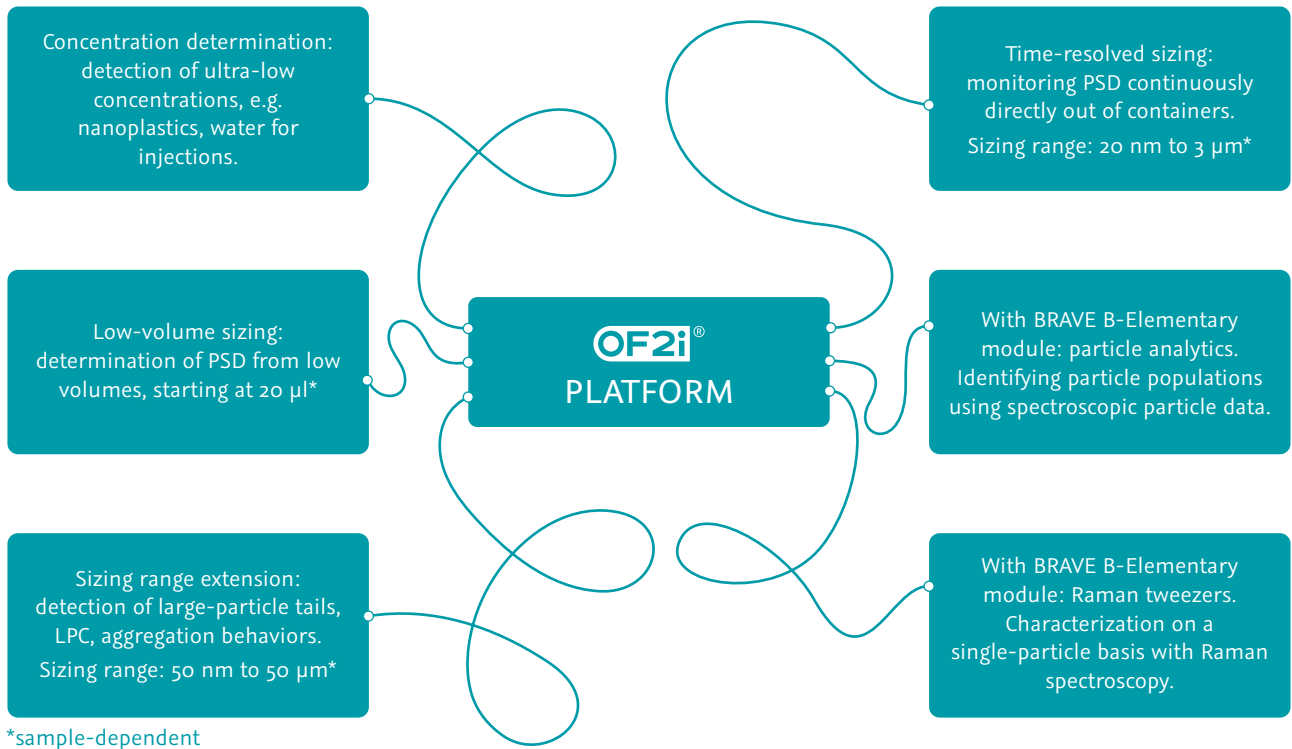 Concentration determination:
detection of ultra-low
concentrations, e.g.
nanoplastics, water for
injections.
Low-volume sizing:
determination of PSD from low
volumes, starting at 20 µl*
Sizing range extension:
detection of large-particle tails,
LPC, aggregation behaviors.
Sizing range: 50 nm to 50 µm*
OF2i®
PLATFORM
Time-resolved sizing:
monitoring PSD continuously
directly out of containers.
Sizing range: 20 nm to 3 µm*
With BRAVE B-Elementary
module: particle analytics.
Identifying particle populations
using spectroscopic particle data.
With BRAVE B-Elementary
module: Raman tweezers.
Characterization on a
single-particle basis with Raman
spectroscopy.
*sample-dependent